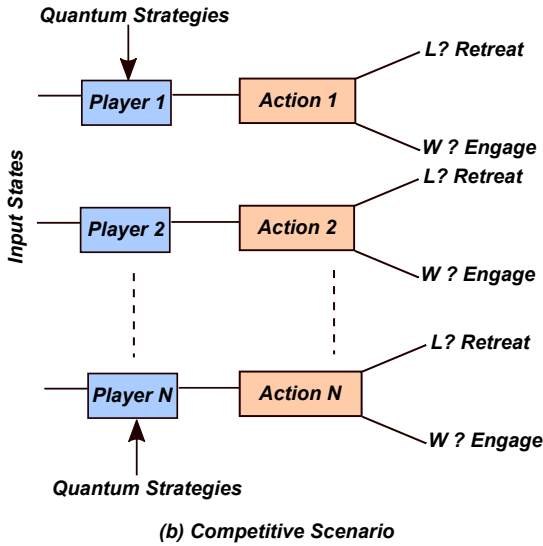 Quantum Strategies
L? Retreat
Player 1
Action 1
W ? Engage
Input States
L? Retreat
Player 2
Action 2
W ? Engage
L? Retreat
Player N
Action N
W ? Engage
Quantum Strategies
(b) Competitive Scenario